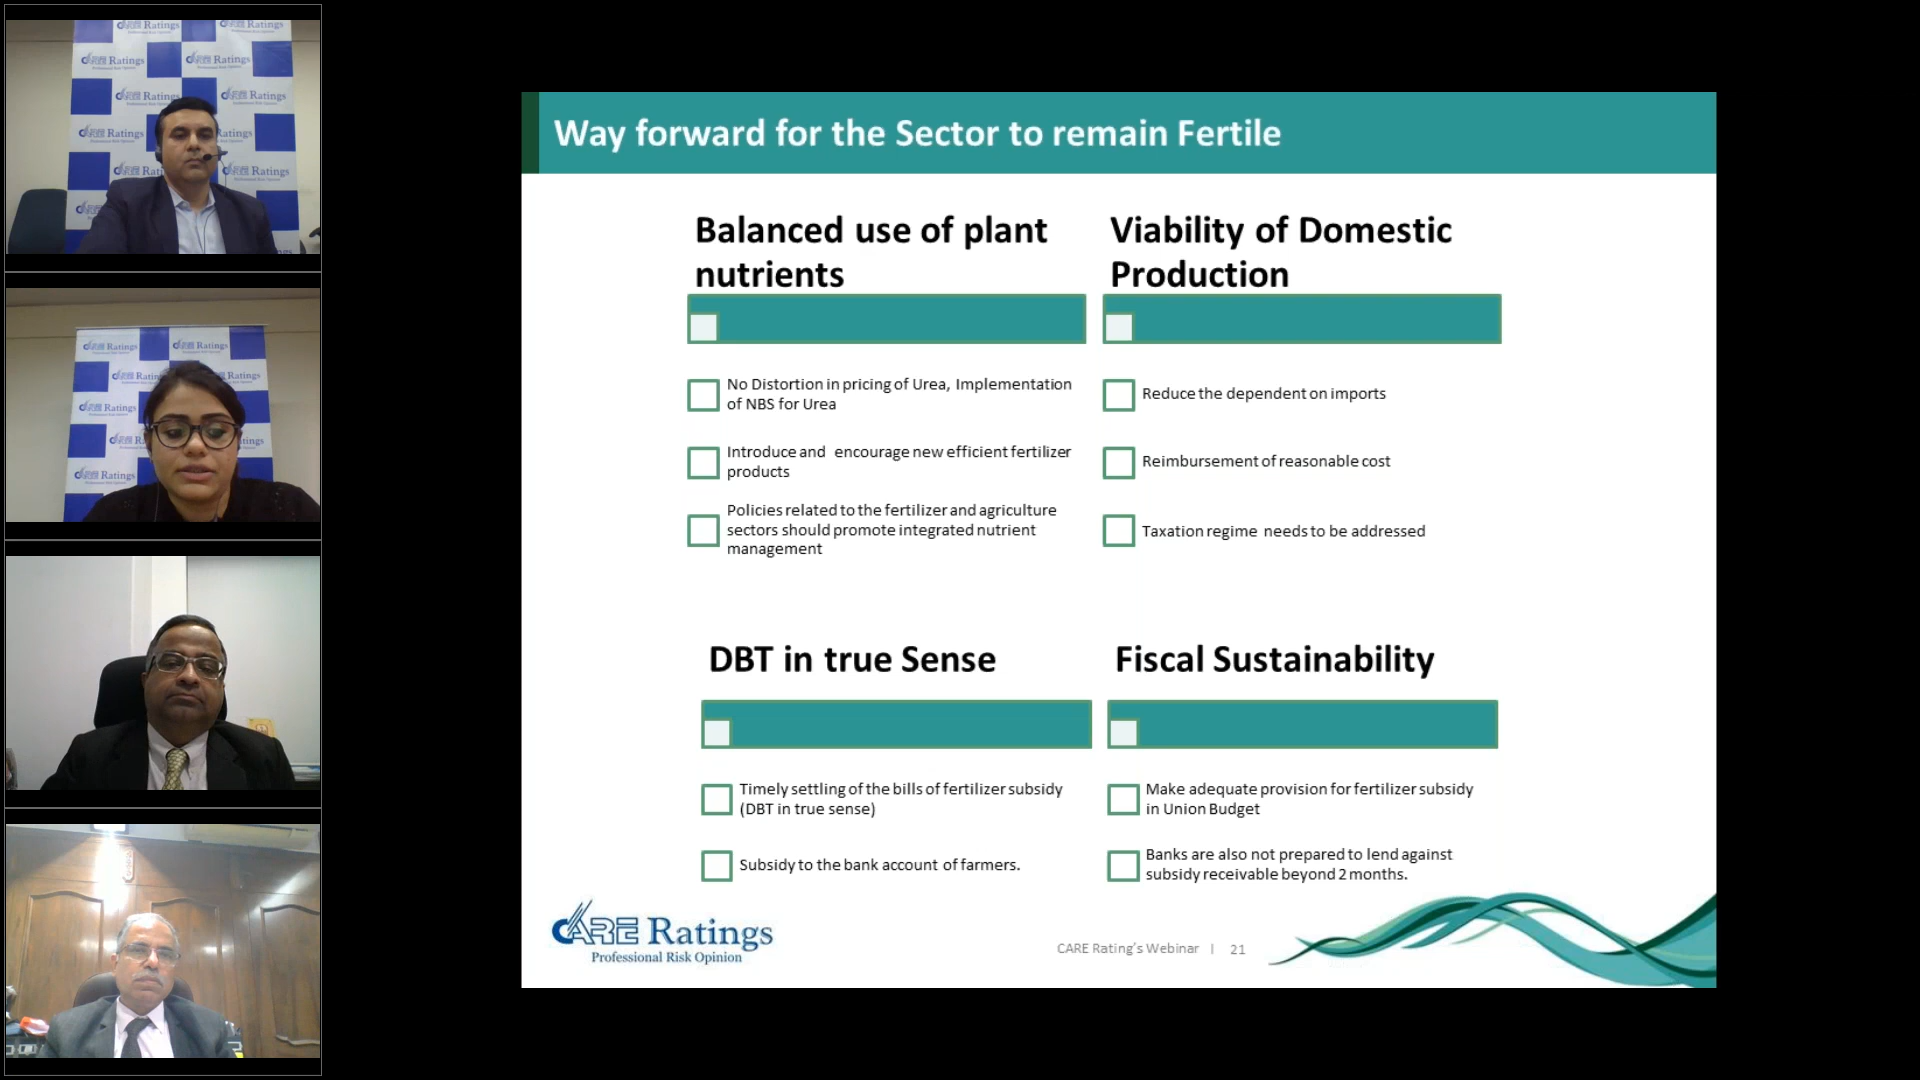 Way forward for the Sector to remain Fertile
Balanced use of plant
nutrients
No Distortion in pricing of Urea, Implementation
of NBS for Urea
Introduce and encourage new efficient fertilizer
products
Policies related to the fertilizer and agriculture
sectors should promote integrated nutrient
management
Viability of Domestic
Production
Reduce the dependent on imports
Reimbursement of reasonable cost
Taxation regime needs to be addressed
DBT in true Sense
Timely settling of the bills of fertilizer subsidy
(DBT in true sense)
Subsidy to the bank account of farmers.
Fiscal Sustainability
Make adequate provision for fertilizer subsidy
in Union Budget
Banks are also not prepared to lend against
subsidy receivable beyond 2 months.
CARE Ratings
Professional Risk Opinion
CARE Rating's Webinar | 21